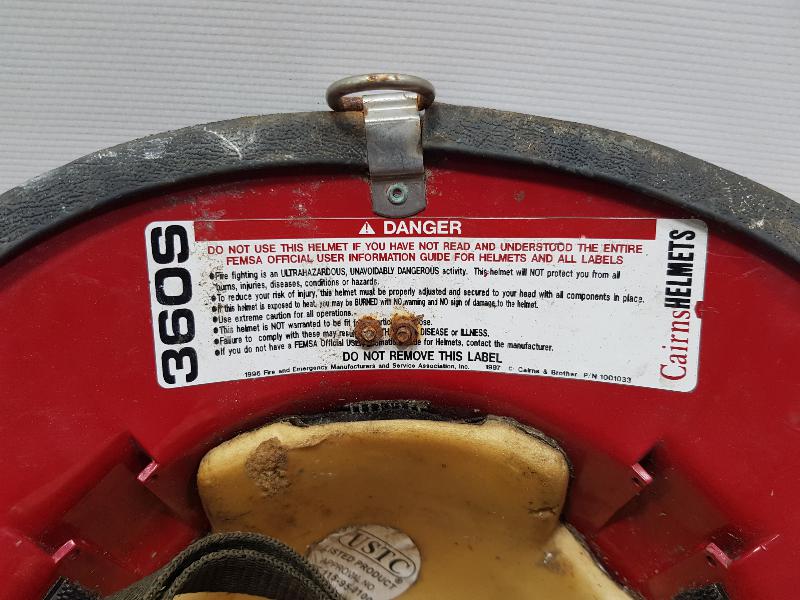 DANGER
360S
DO NOT USE THIS HELMET IF YOU HAVE NOT READ AND UNDERSTOOD THE ENTIRE
FEMSA OFFICIAL USER INFORMATION GUIDE FOR HELMETS AND ALL LABELS
CairnsHELMETS
●Fire fighting is an ULTRAHAZARDOUS, UNAVOIDABLY DANGEROUS activity. This helmet will NOT protect you from all
burns, injuries, diseases, conditions or hazards.
●To reduce your risk of injury, this helmet must be properly adjusted and secured to your head with all components in place.
●If this helmet is exposed to heat, you may be BURNED with NO warning and NO sign of damage to the helmet.
●Use extreme caution for all operations.
●This helmet is NOT warranted to be fit
●Failure to comply with these may DISEASE or ILLNESS.
●If you do not have a FEMSA Official for Helmets, contact the manufacturer.
DO NOT REMOVE THIS LABEL
1996 Fire and Emergency Manufacturers and Service Association, Inc. 1997 © Cairns & Brother P/N 1001033
USTC
LISTED PRODUCT
APPROVAL NO